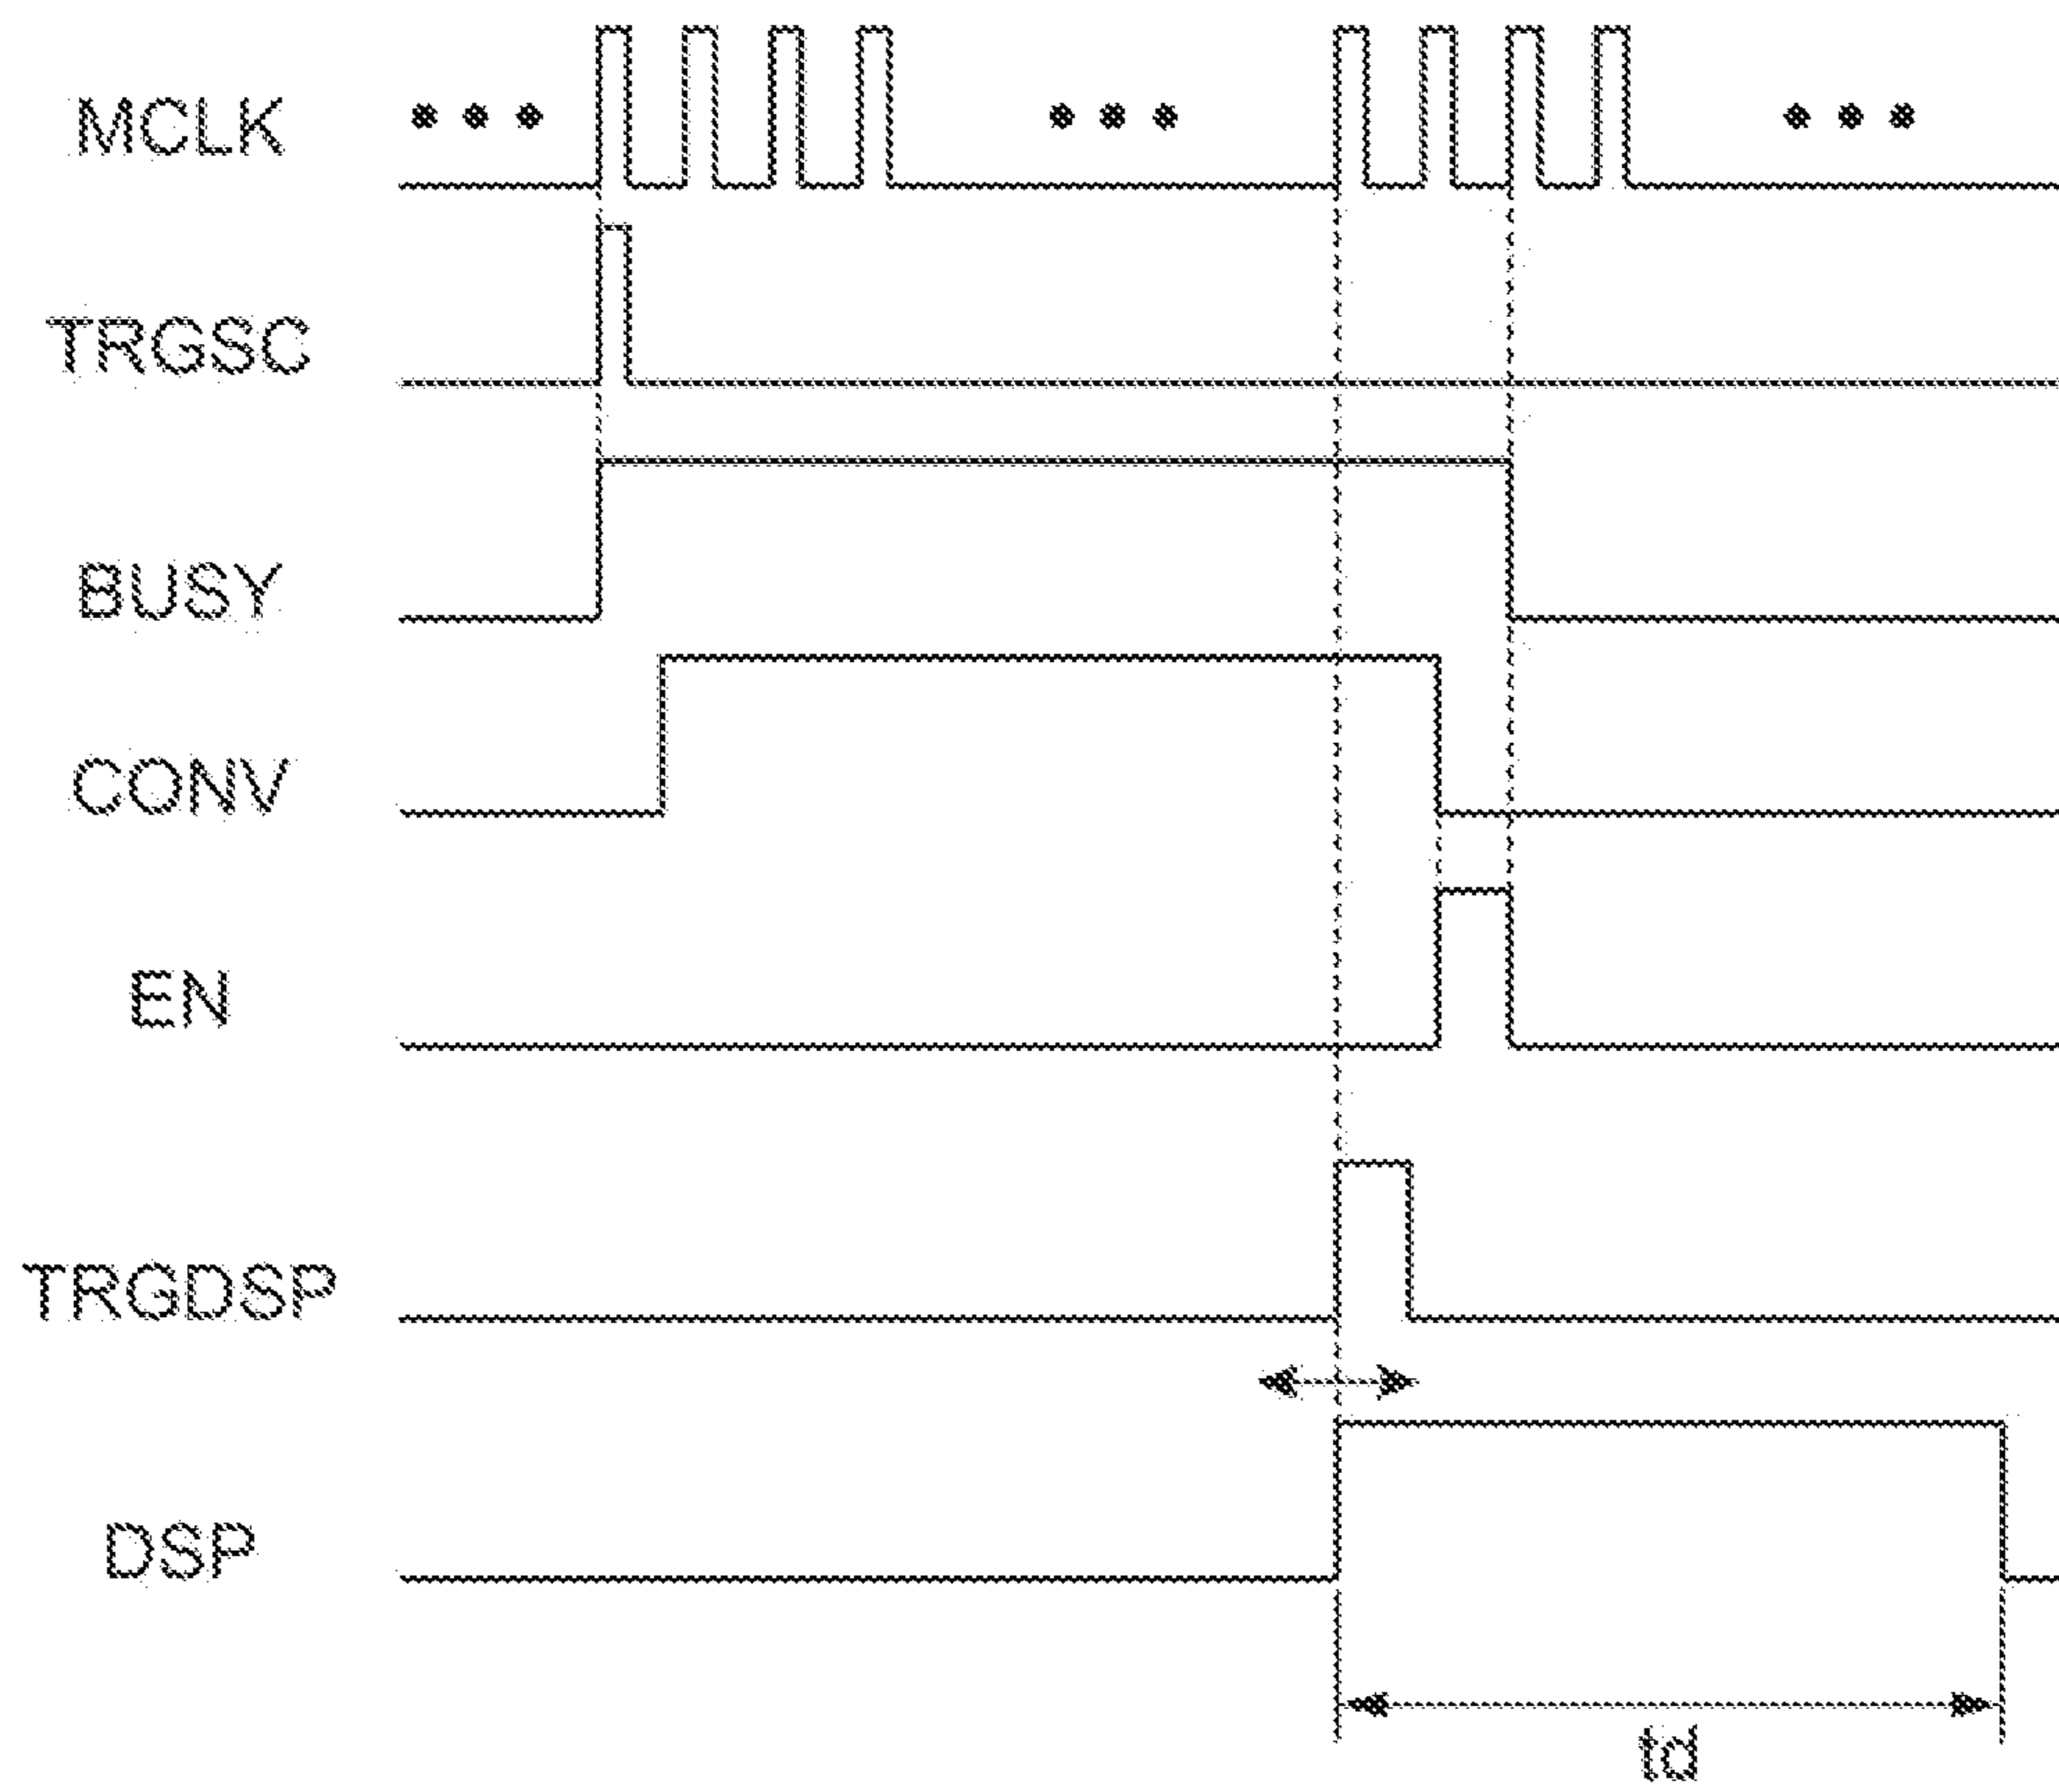 MCLK
TRGSC
BUSY
CONV
EN
TRGDSP
DSP
td